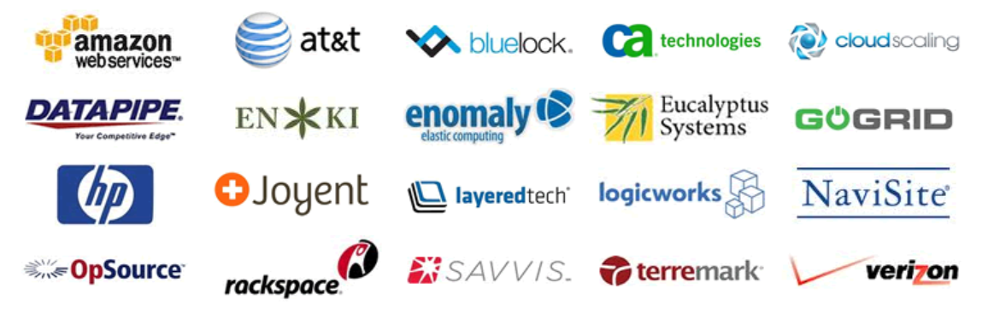 amazon
webservices™
at&t
bluelock.
ca technologies
cloudscaling
DATAPIPE.
Your Competitive Edge™
ENKI
enomaly
elastic computing
Eucalyptus
Systems
GOGRID
hp
Joyent
layeredtech
logicworks
NaviSite
OpSource
rackspace.
SAVVIS.
terremark
verizon